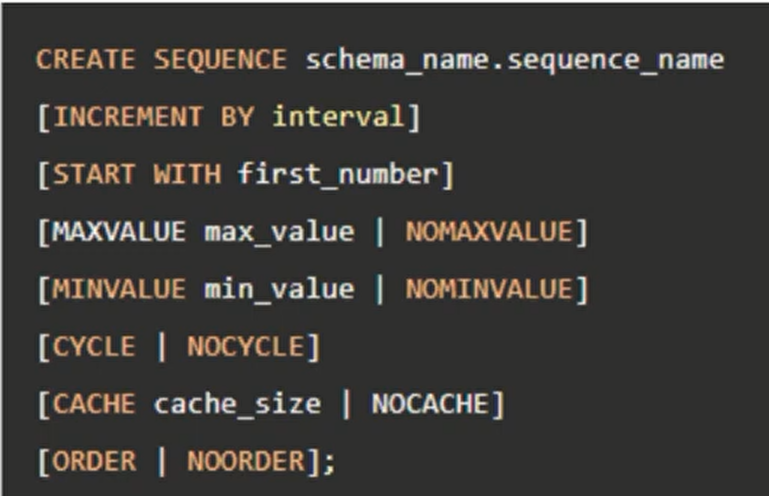 CREATE SEQUENCE schema_name.sequence_name
[INCREMENT BY interval]
[START WITH first_number]
[MAXVALUE max_value | NOMAXVALUE]
[MINVALUE min_value | NOMINVALUE]
[CYCLE | NOCYCLE]
[CACHE cache_size | NOCACHE]
[ORDER | NOORDER];